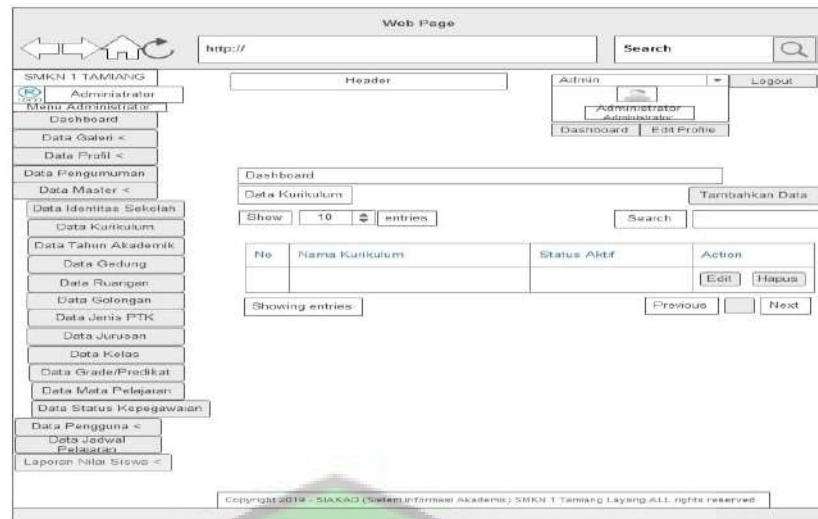 Web Page
http://
Search
SMKN 1 TAMIANG
Header
Admin
Logout
Administrator
Administrator
Administrator
Menu Administrator
Dashboard
Edit Profile
Dashboard
Data Galeri <
Data Profil <
Data Pengumuman
Data Master <
Data Identitas Sekolah
Data Kurikulum
Data Tahun Akademik
Data Gedung
Data Ruangan
Data Golongan
Data Jenis PTK
Data Jurusan
Data Kelas
Data Grade/Predikat
Data Mata Pelajaran
Data Status Kepegawaian
Data Pengguna <
Data Jadwal
Pelajaran
Laporan Nilai Siswa <
Dashboard
Data Kurikulum
Tambahkan Data
Show 10 entries
Search
No Nama Kurikulum Status Aktif Action
Edit Hapus
Showing entries
Previous Next
Copyright 2019 - SIAKAD (Sistem Informasi Akademik) SMKN 1 Tamiang Layang ALL rights reserved